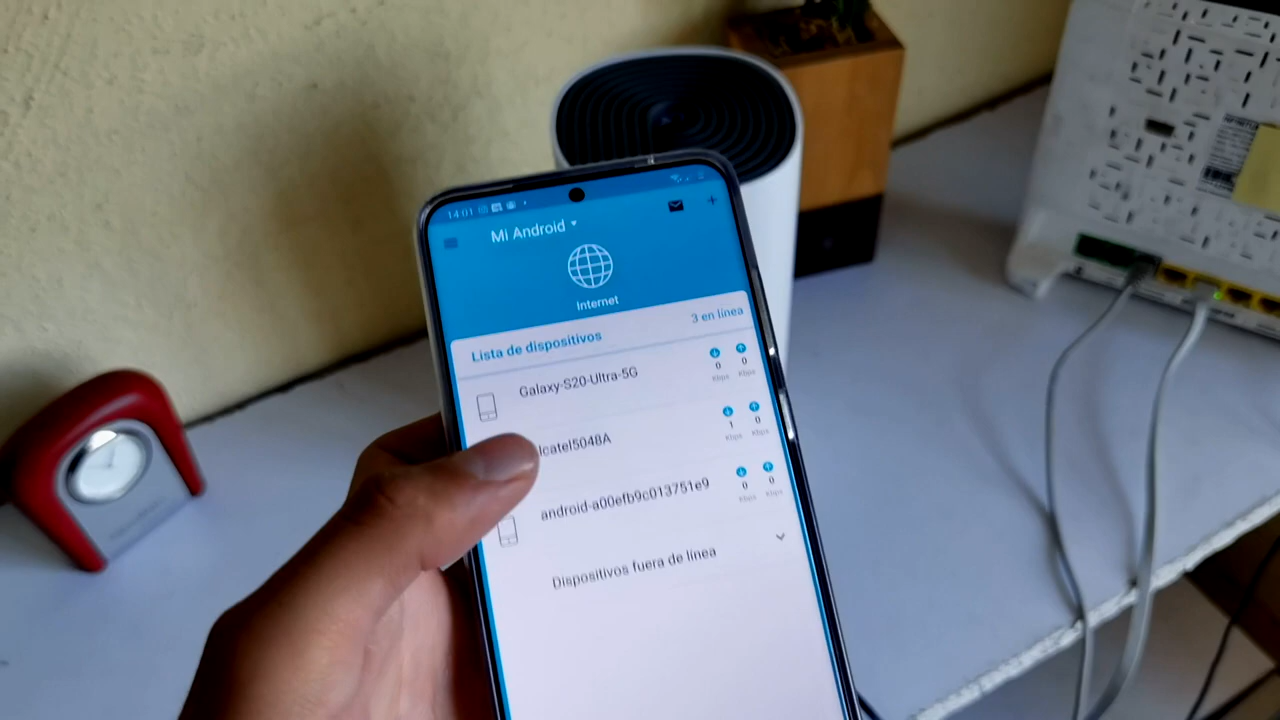 14:01
Mi Android
Internet
Lista de dispositivos
3 en línea
Galaxy-S20-Ultra-5G
0 0
Kbps Kbps
lcatel5048A
1 0
Kbps Kbps
android-a00efb9c013751e9
0 0
Kbps Kbps
Dispositivos fuera de línea